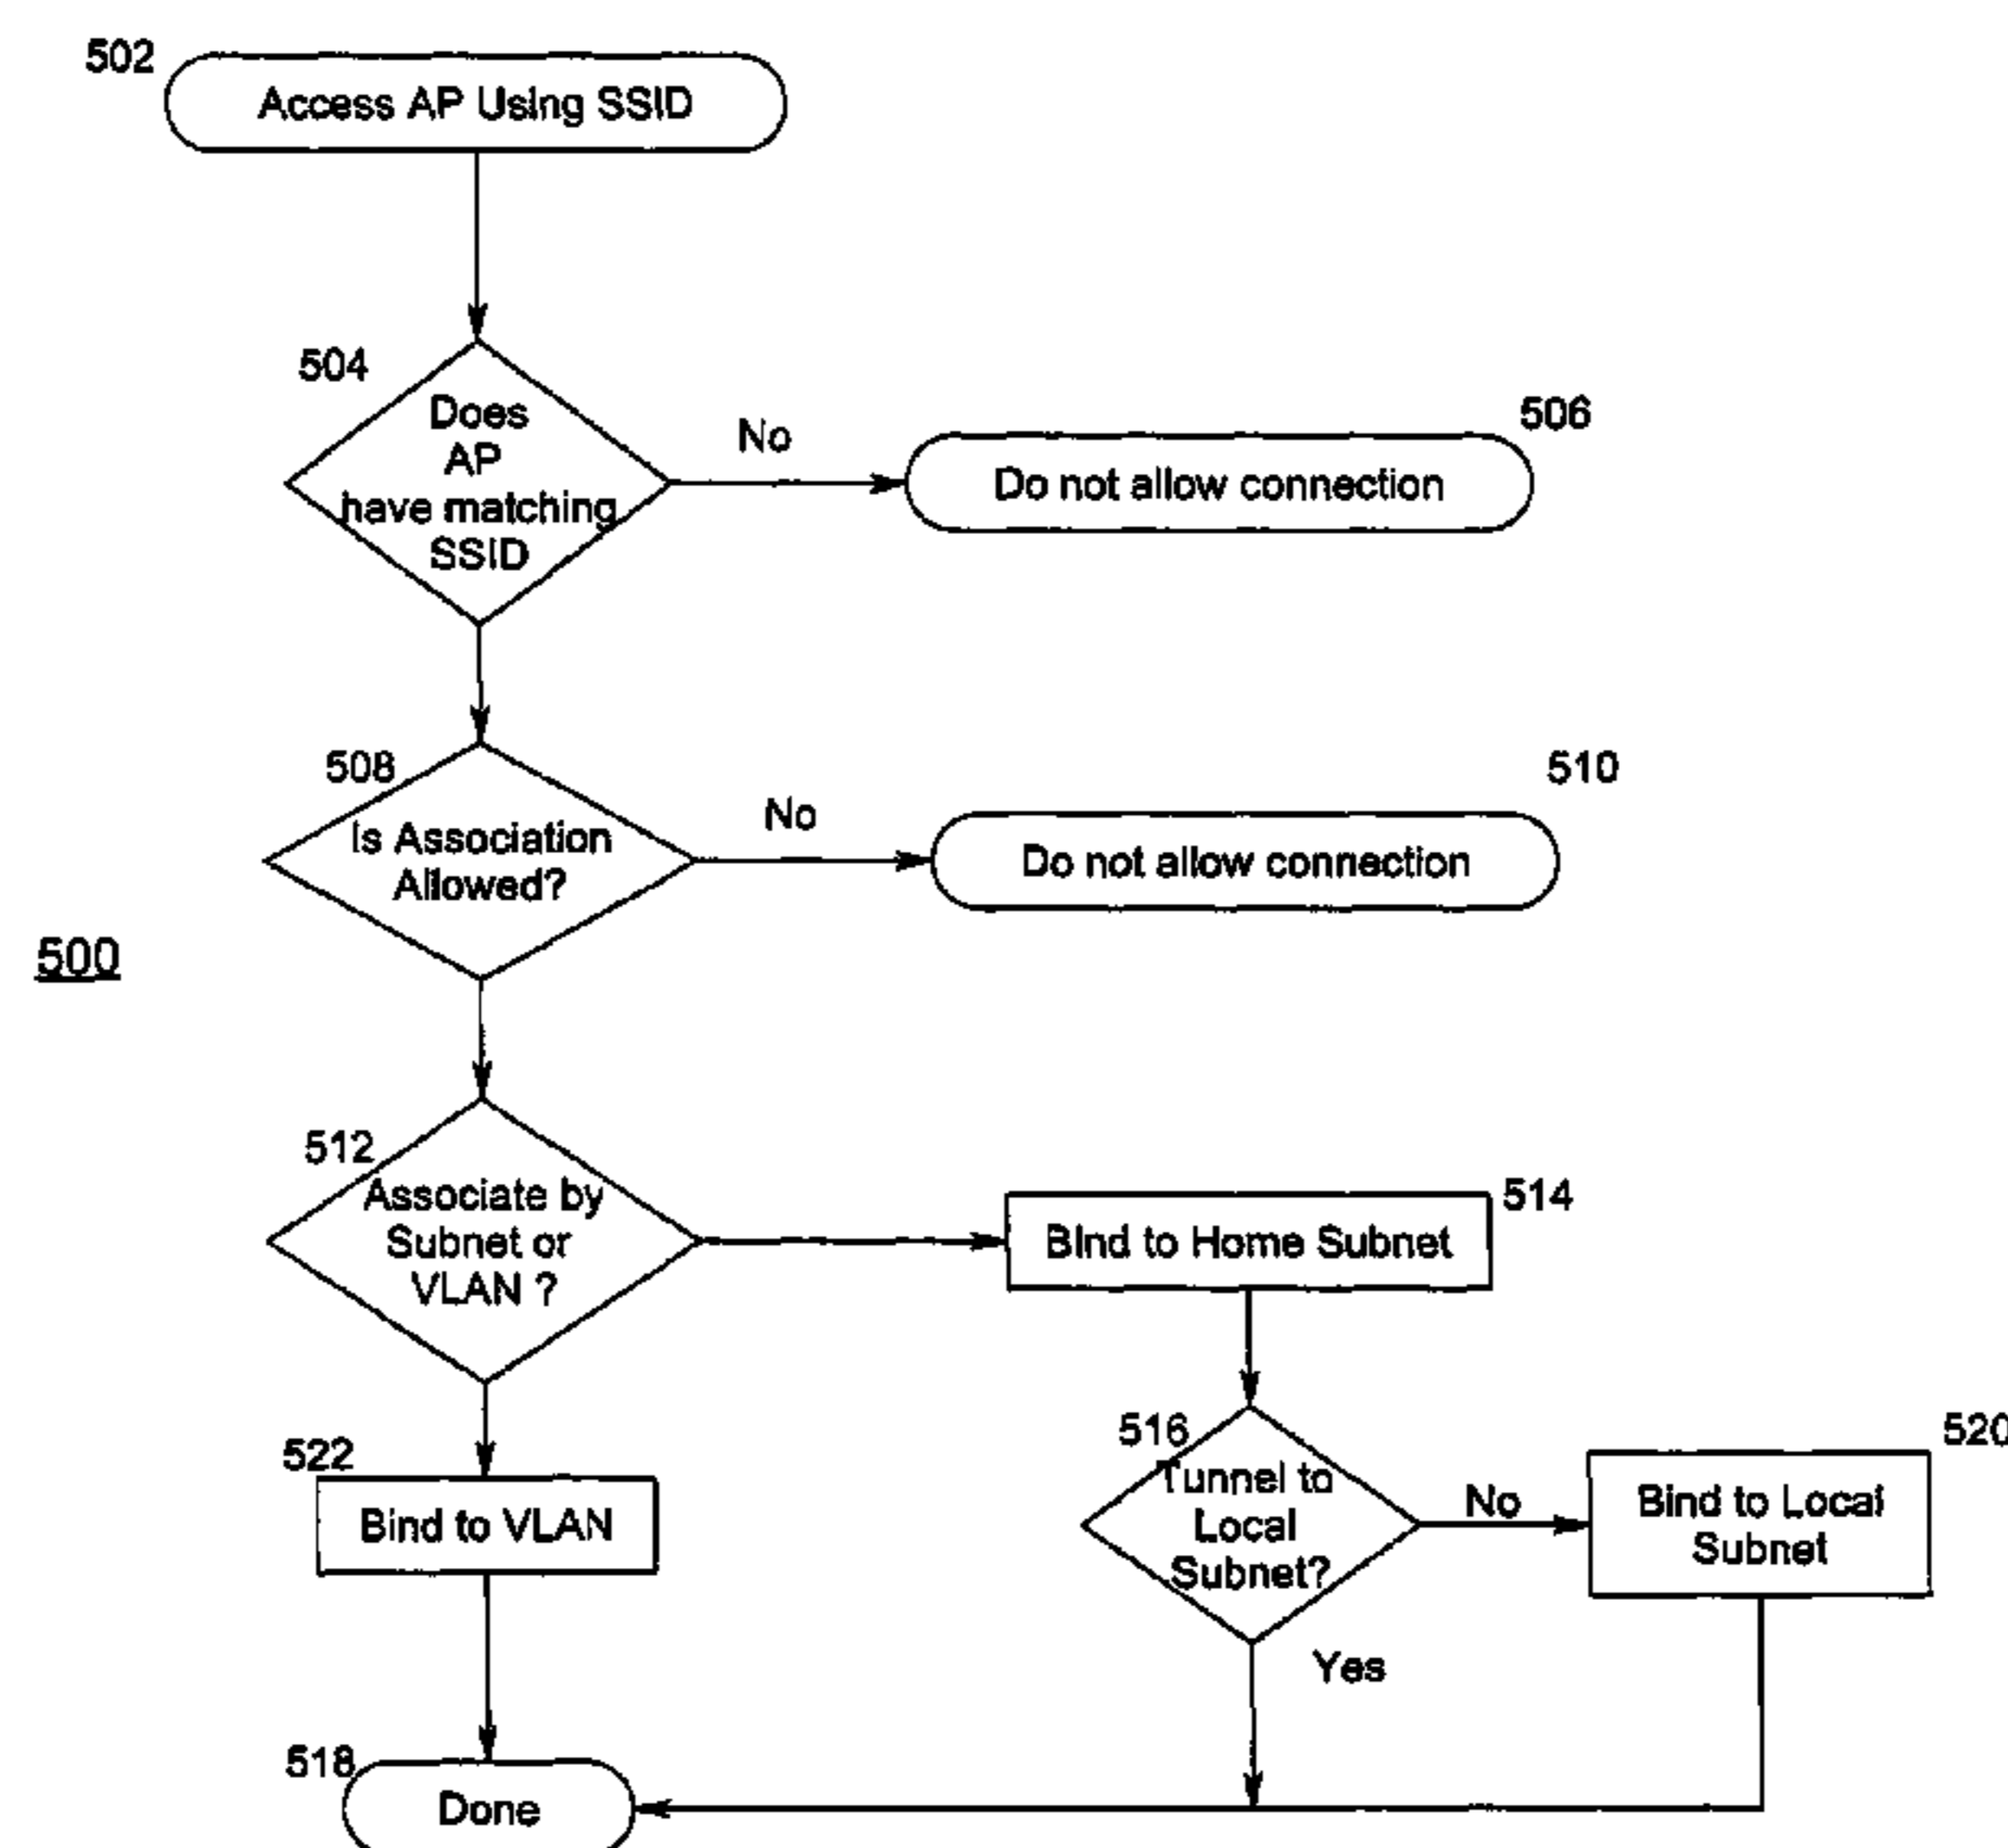 502
Access AP Using SSID
504
Does
AP
have matching
SSID
No
506
Do not allow connection
508
Is Association
Allowed?
No
510
Do not allow connection
500
512
Associate by
Subnet or
VLAN ?
514
Bind to Home Subnet
516
Tunnel to
Local
Subnet?
No
520
Bind to Local
Subnet
Yes
522
Bind to VLAN
518
Done